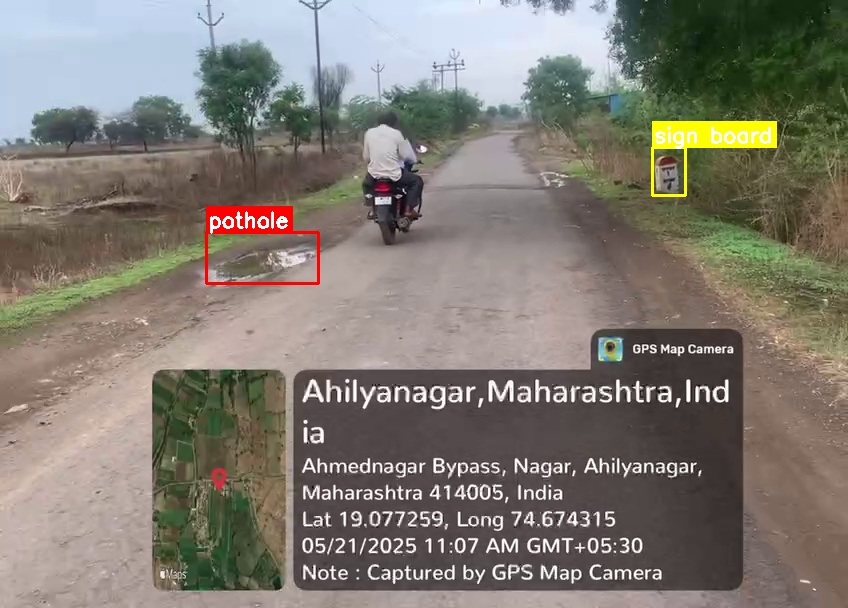 sign board
pothole
GPS Map Camera
Ahilyanagar,Maharashtra,Ind
ia
Ahmednagar Bypass, Nagar, Ahilyanagar,
Maharashtra 414005, India
Lat 19.077259, Long 74.674315
05/21/2025 11:07 AM GMT+05:30
Note : Captured by GPS Map Camera
Maps